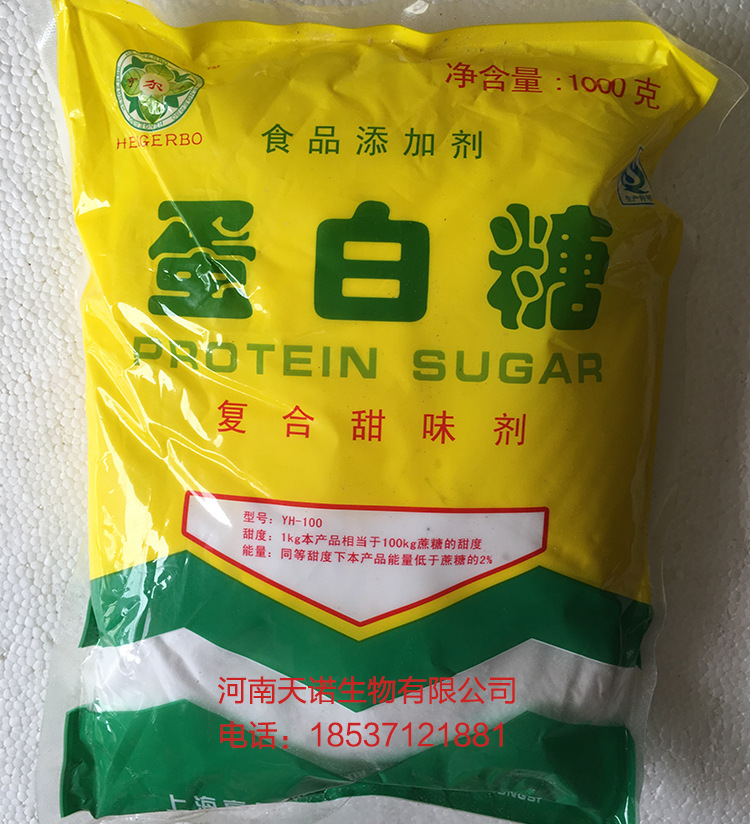 净含量：1000克
HEGERBO
食品添加剂
蛋白糖
PROTEIN SUGAR
复合甜味剂
型号：YH-100
甜度：1kg本产品相当于100kg蔗糖的甜度
能量：同等甜度下本产品能量低于蔗糖的2%
河南天诺生物有限公司
电话：18537121881
上海